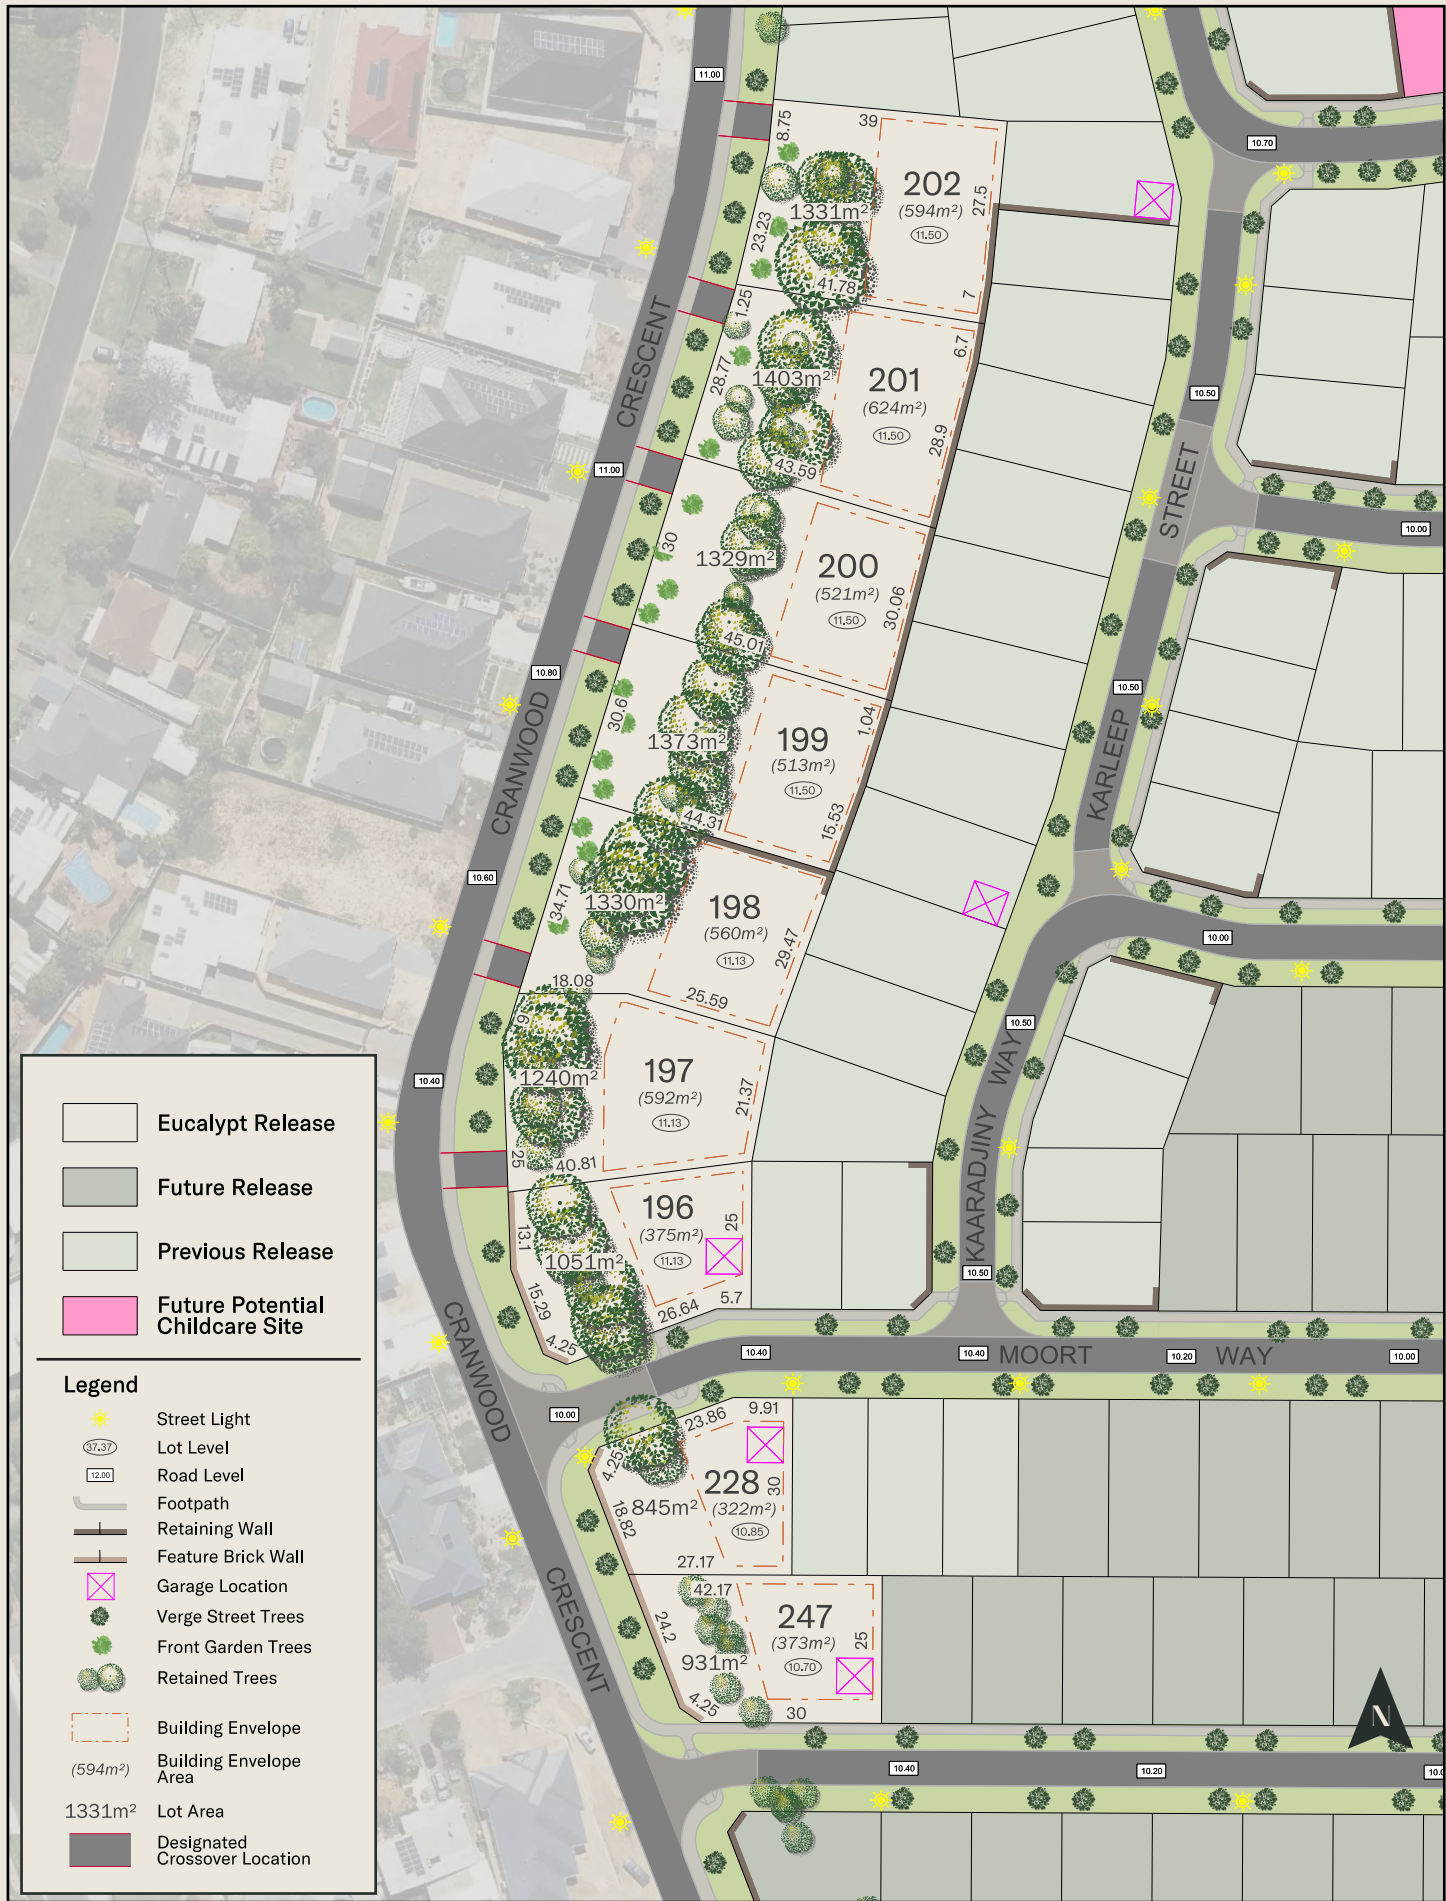 11.00
10.70
8.75
39
202
(594m²)
11.50
1331m²
27.5
23.23
41.78
7
1.25
6.7
201
(624m²)
11.50
1403m²
28.77
28.9
43.59
CRESCENT
11.00
10.50
STREET
10.00
30
1329m²
200
(521m²)
11.50
30.06
45.01
10.80
CRANWOOD
30.6
1373m²
199
(513m²)
11.50
1.04
15.53
44.31
10.50
KARLEEP
10.60
34.71
1330m²
198
(560m²)
11.13
29.47
25.59
18.08
10.00
10.50
9
1240m²
197
(592m²)
11.13
21.37
25
40.81
10.40
KAARADJINY WAY
10.50
196
(375m²)
11.13
25
13.1
1051m²
15.29
4.25
26.64
5.7
10.40
10.40
MOORT
10.20
WAY
10.00
CRANWOOD
10.00
23.86
9.91
4.25
228
(322m²)
10.85
30
845m²
18.82
27.17
CRESCENT
42.17
247
(373m²)
10.70
25
24.2
931m²
4.25
30
N
10.40
10.20
Eucalypt Release
Future Release
Previous Release
Future Potential
Childcare Site
Legend
Street Light
37.37
Lot Level
12.00
Road Level
Footpath
Retaining Wall
Feature Brick Wall
Garage Location
Verge Street Trees
Front Garden Trees
Retained Trees
Building Envelope
(594m²)
Building Envelope
Area
1331m²
Lot Area
Designated
Crossover Location